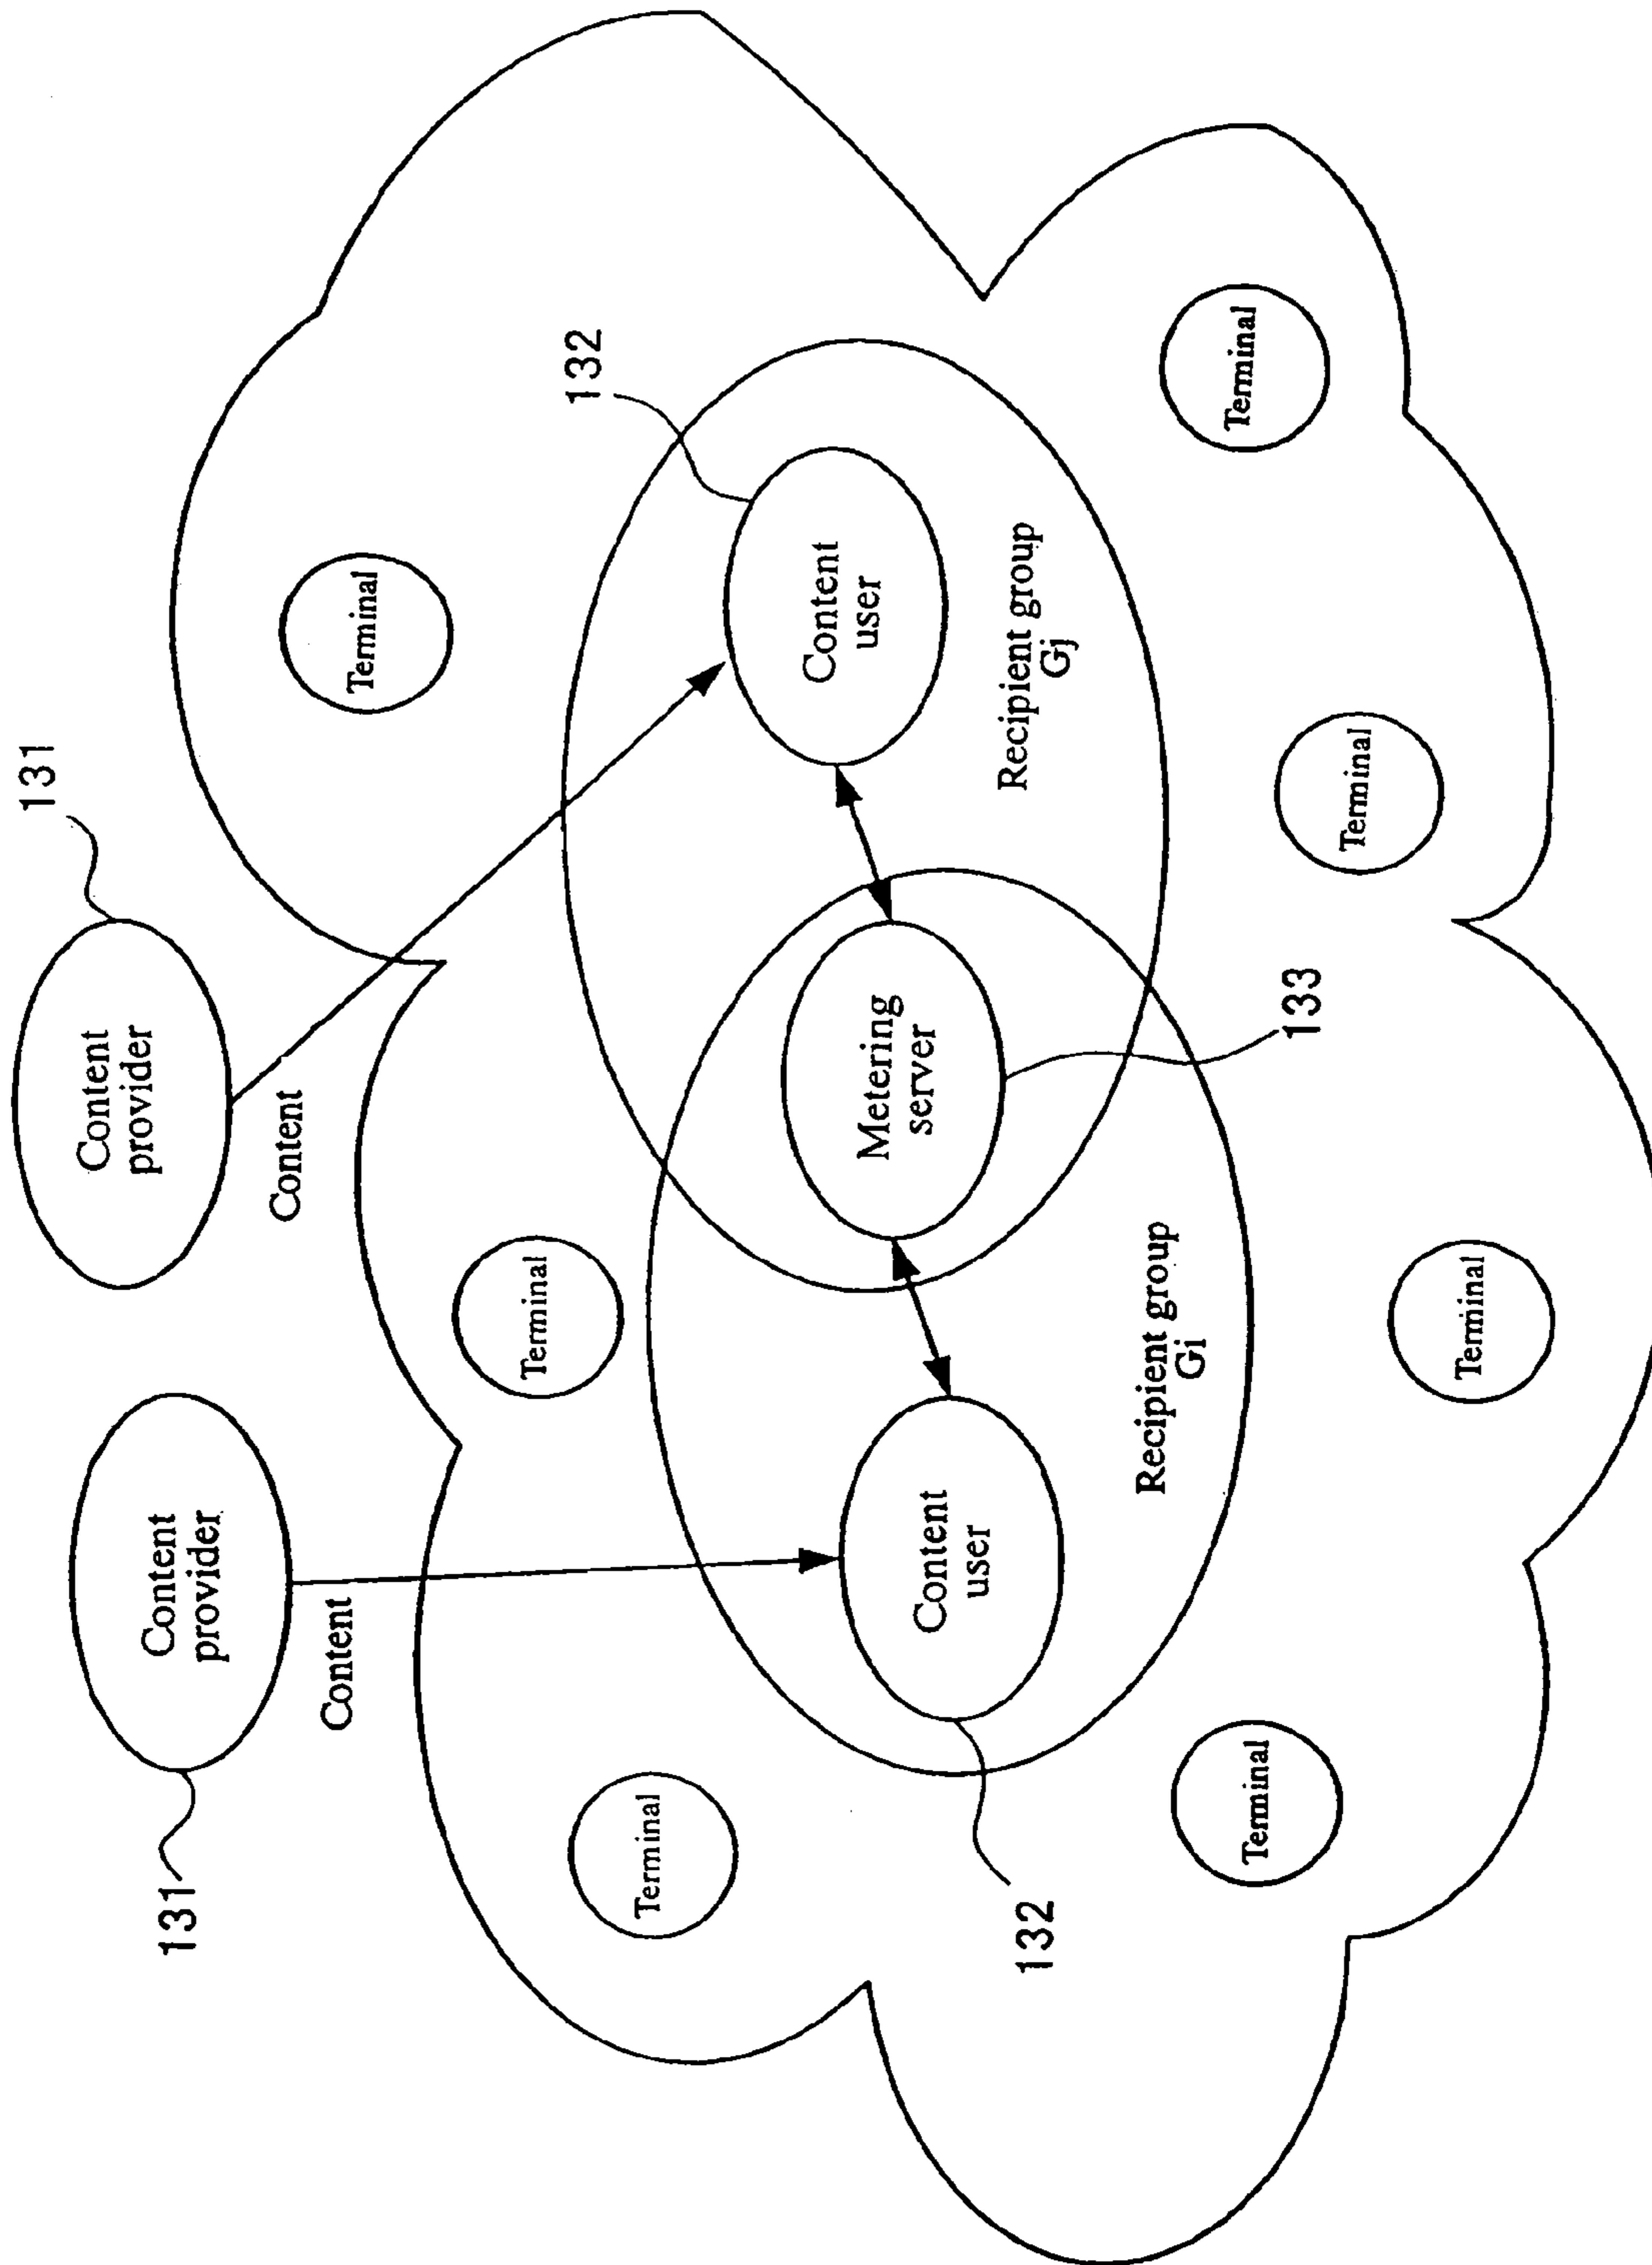 131
Content
provider
Content
131
Content
provider
Content
Terminal
Terminal
Terminal
132
Content
user
Metering
server
Content
user
132
Recipient group
Gj
Recipient group
Gi
133
Terminal
Terminal
Terminal
Terminal